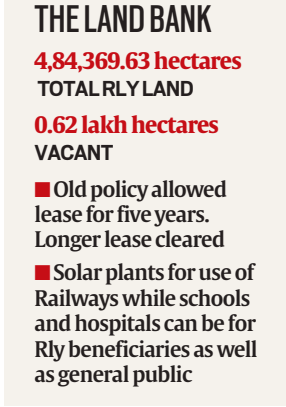 THE LAND BANK
4,84,369.63 hectares
TOTAL RLY LAND
0.62 lakh hectares
VACANT
■ Old policy allowed
lease for five years.
Longer lease cleared
■ Solar plants for use of
Railways while schools
and hospitals can be for
Rly beneficiaries as well
as general public